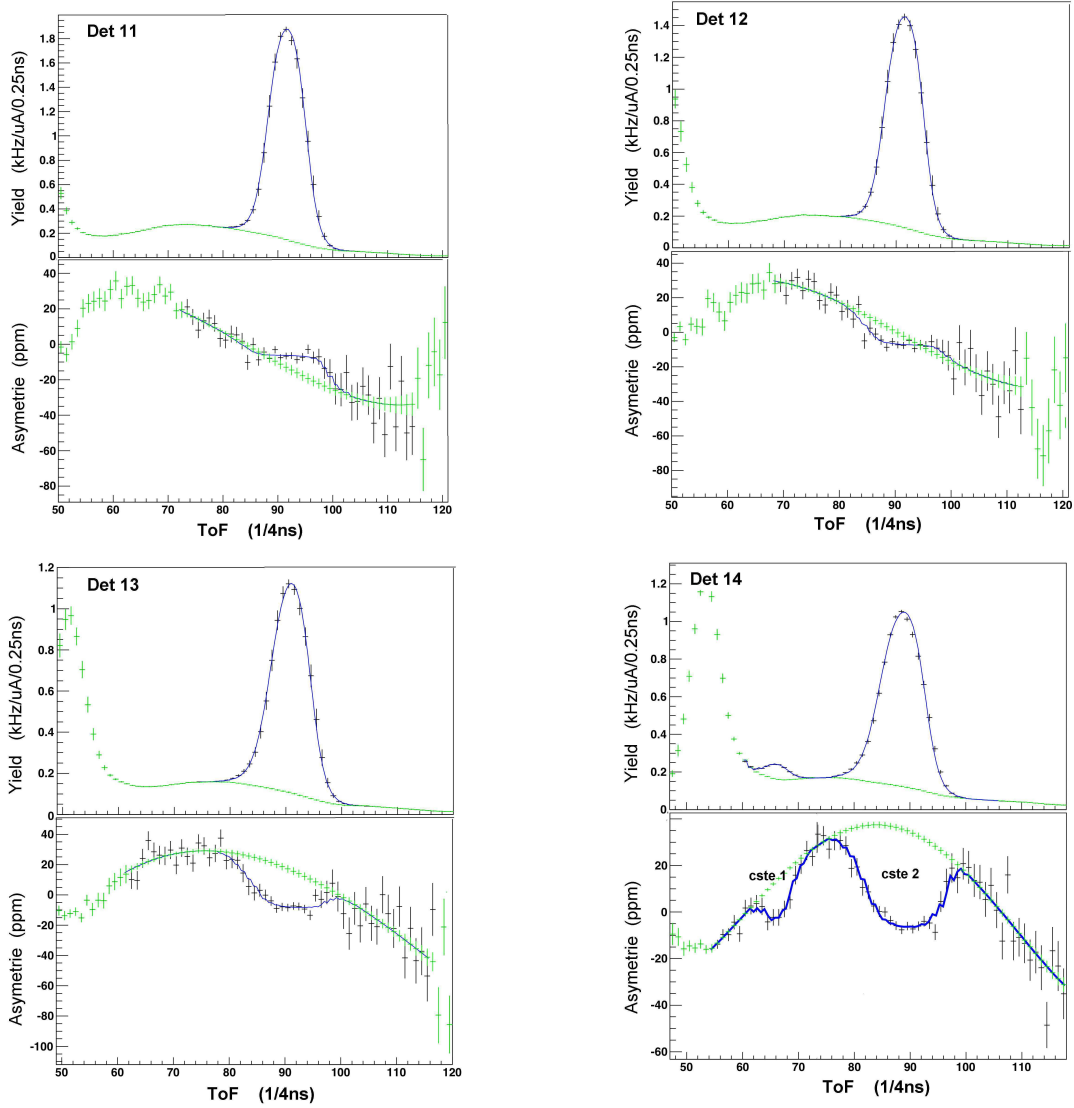 Det 11
Yield (kHz/uA/0.25ns)
1.8
1.6
1.4
1.2
1
0.8
0.6
0.4
0.2
0
Asymetrie (ppm)
40
20
0
-20
-40
-60
-80
50 60 70 80 90 100 110 120
ToF (1/4ns)
Det 12
Yield (kHz/uA/0.25ns)
1.4
1.2
1
0.8
0.6
0.4
0.2
0
Asymetrie (ppm)
40
20
0
-20
-40
-60
-80
50 60 70 80 90 100 110 120
ToF (1/4ns)
Det 13
Yield (kHz/uA/0.25ns)
1.2
1
0.8
0.6
0.4
0.2
0
Asymetrie (ppm)
40
20
0
-20
-40
-60
-80
-100
50 60 70 80 90 100 110 120
ToF (1/4ns)
Det 14
Yield (kHz/uA/0.25ns)
1.2
1
0.8
0.6
0.4
0.2
0
Asymetrie (ppm)
20
0
-20
-40
-60
cste 1
cste 2
50 60 70 80 90 100 110
ToF (1/4ns)